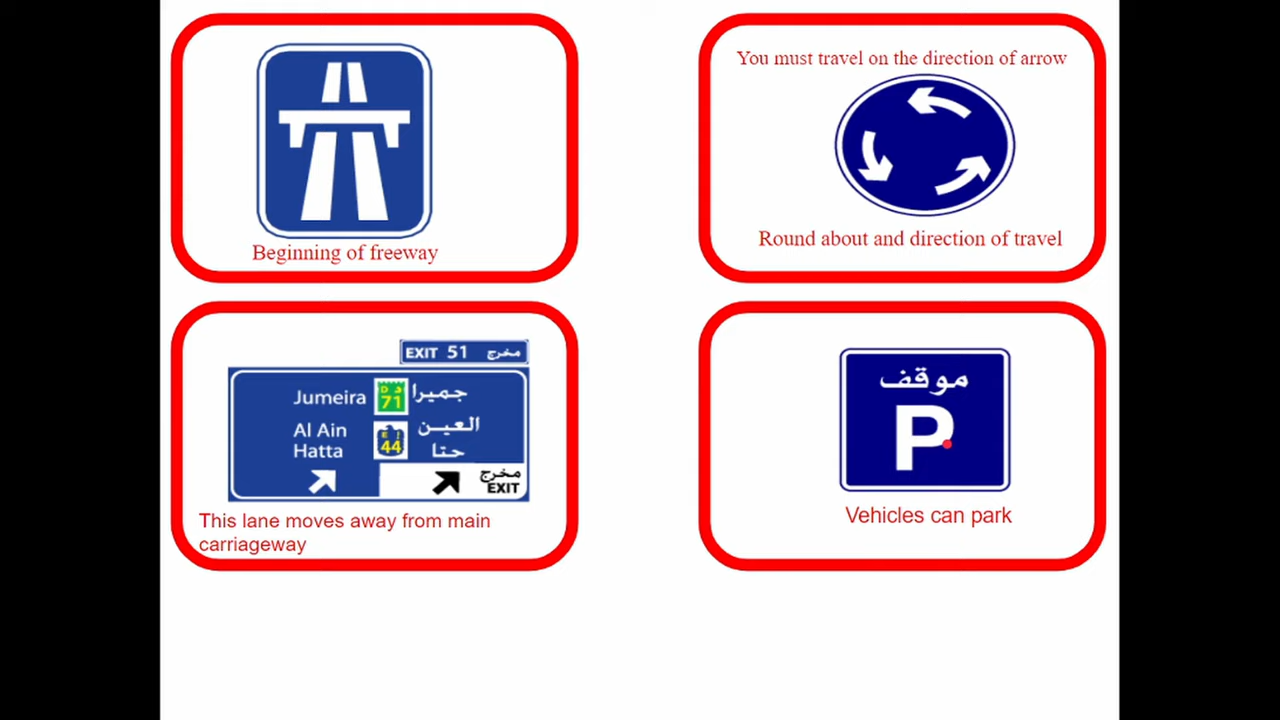 Beginning of freeway
You must travel on the direction of arrow
Round about and direction of travel
EXIT 51 مخرج
Jumeira D د 71 جميرا
Al Ain العين
Hatta 44 حتا
مخرج
EXIT
This lane moves away from main
carriageway
موقف
P
Vehicles can park